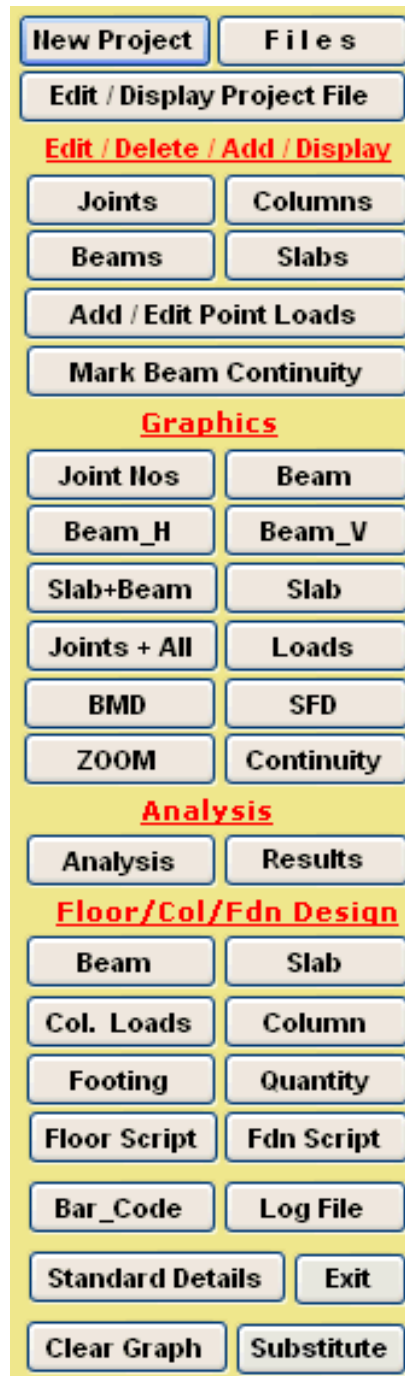 New Project F i l e s
Edit / Display Project File
Edit / Delete / Add / Display
Joints Columns
Beams Slabs
Add / Edit Point Loads
Mark Beam Continuity
Graphics
Joint Nos Beam
Beam_H Beam_V
Slab+Beam Slab
Joints + All Loads
BMD SFD
ZOOM Continuity
Analysis
Analysis Results
Floor/Col/Fdn Design
Beam Slab
Col. Loads Column
Footing Quantity
Floor Script Fdn Script
Bar_Code Log File
Standard Details Exit
Clear Graph Substitute